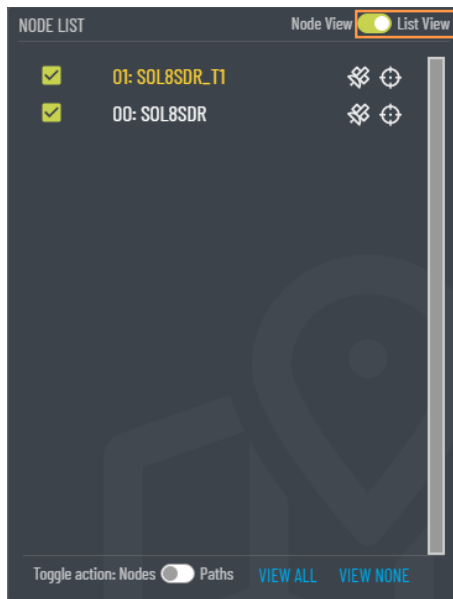 NODE LIST Node View List View
01: SOL8SDR_T1
00: SOL8SDR
Toggle action: Nodes Paths VIEW ALL VIEW NONE